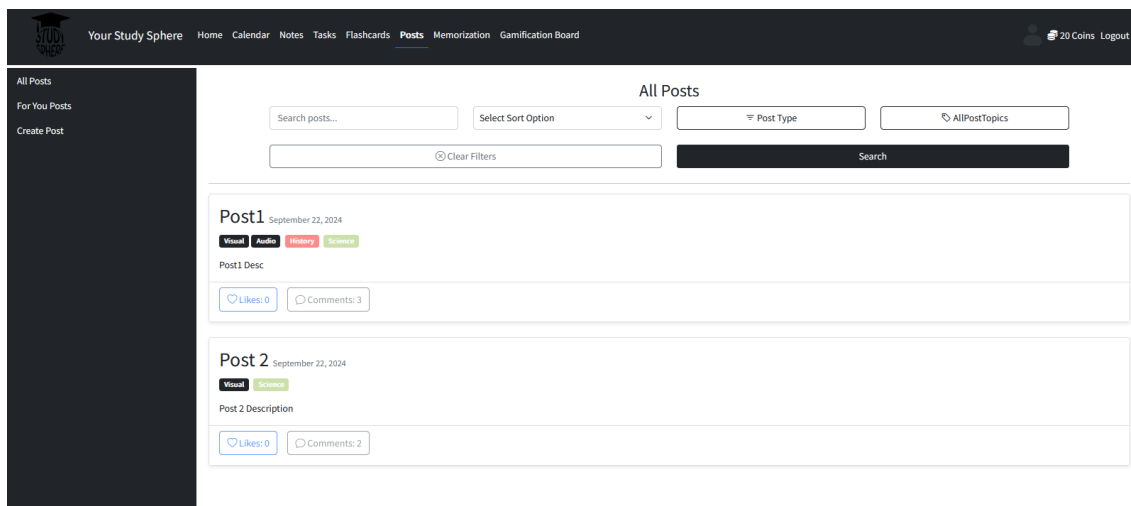 STUDY
SPHERE
Your Study Sphere Home Calendar Notes Tasks Flashcards Posts Memorization Gamification Board 20 Coins Logout
All Posts
For You Posts
Create Post
All Posts
Search posts... Select Sort Option Post Type AllPostTopics
Clear Filters Search
Post1 September 22, 2024
Visual Audio History Science
Post1 Desc
Likes: 0 Comments: 3
Post 2 September 22, 2024
Visual Science
Post 2 Description
Likes: 0 Comments: 2